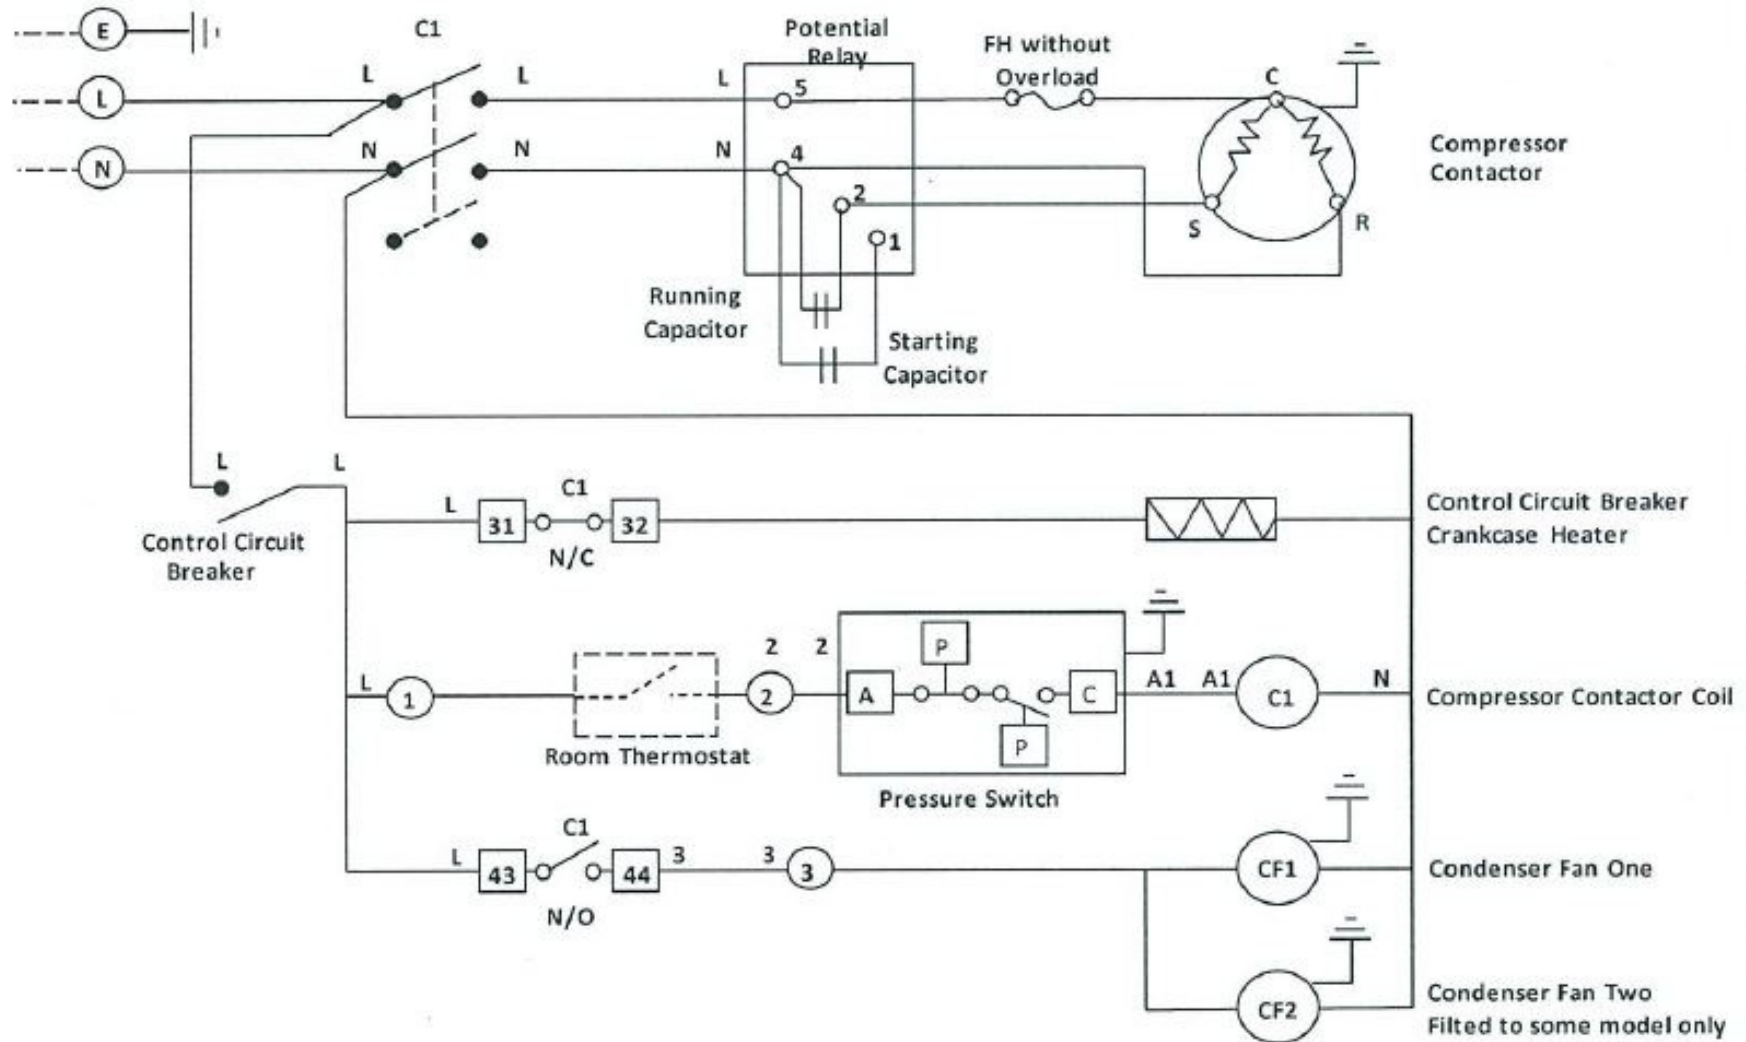 E
C1
Potential
Relay
FH without
Overload
L
L
L
L
5
C
N
N
N
N
4
2
1
S
R
Compressor
Contactor
Running
Capacitor
Starting
Capacitor
L
L
Control Circuit
Breaker
L
31
C1
32
N/C
Control Circuit Breaker
Crankcase Heater
L
1
Room Thermostat
2
2
2
A
P
P
C
Pressure Switch
A1
A1
C1
N
Compressor Contactor Coil
L
43
C1
44
N/O
3
3
3
CF1
Condenser Fan One
CF2
Condenser Fan Two
Filted to some model only